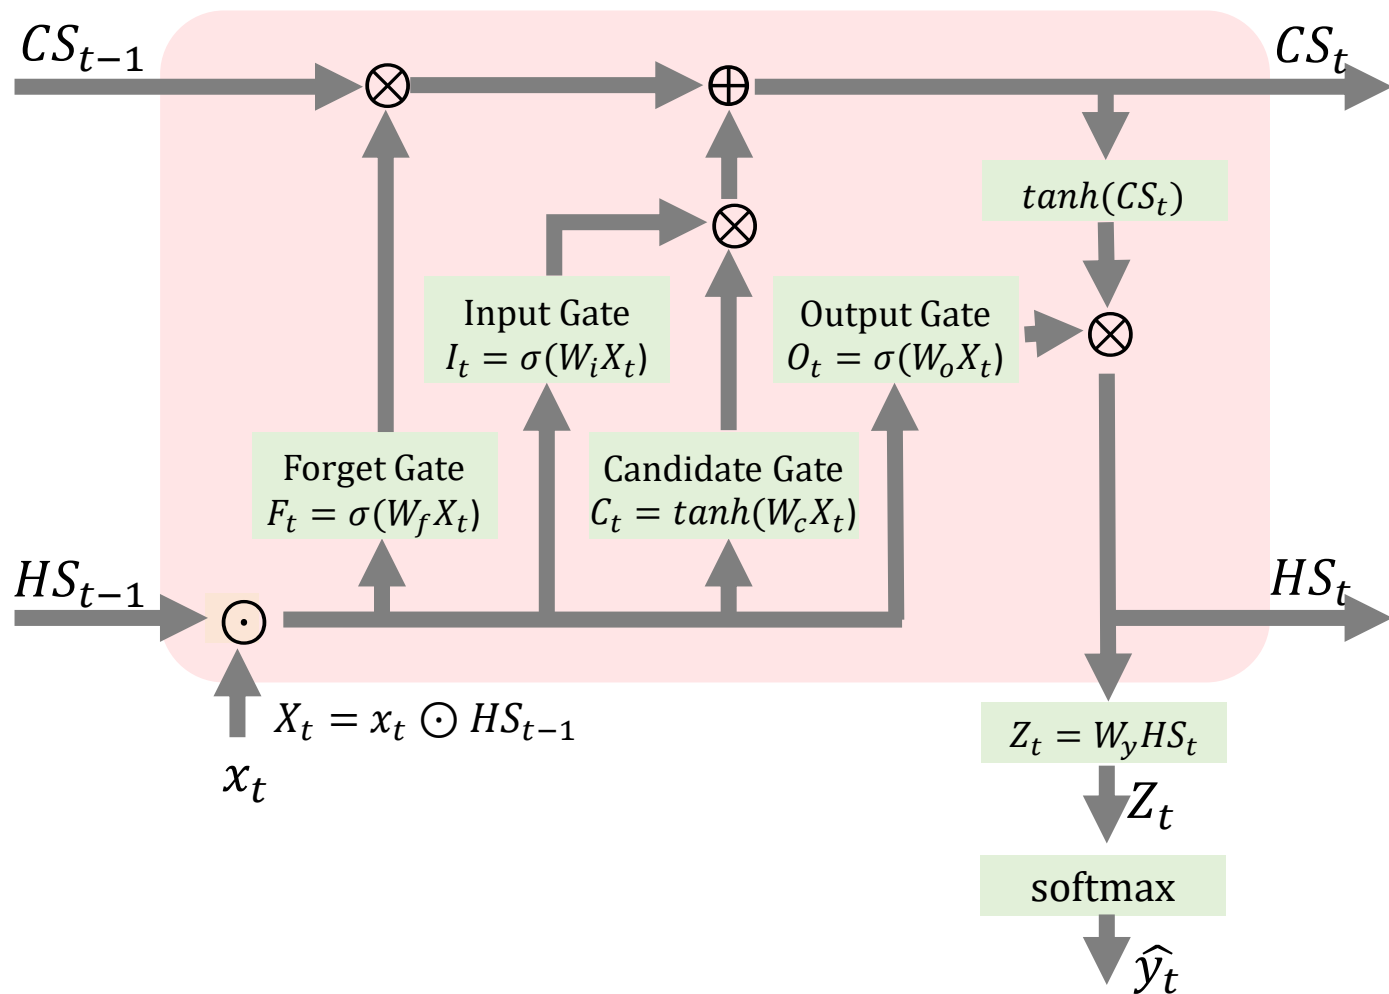 CS_{t−1}
CS_t
tanh(CS_t)
Input Gate
I_t = σ(W_i X_t)
Output Gate
O_t = σ(W_o X_t)
Forget Gate
F_t = σ(W_f X_t)
Candidate Gate
C_t = tanh(W_c X_t)
HS_{t−1}
HS_t
X_t = x_t ⊙ HS_{t−1}
x_t
Z_t = W_y HS_t
Z_t
softmax
ŷ_t